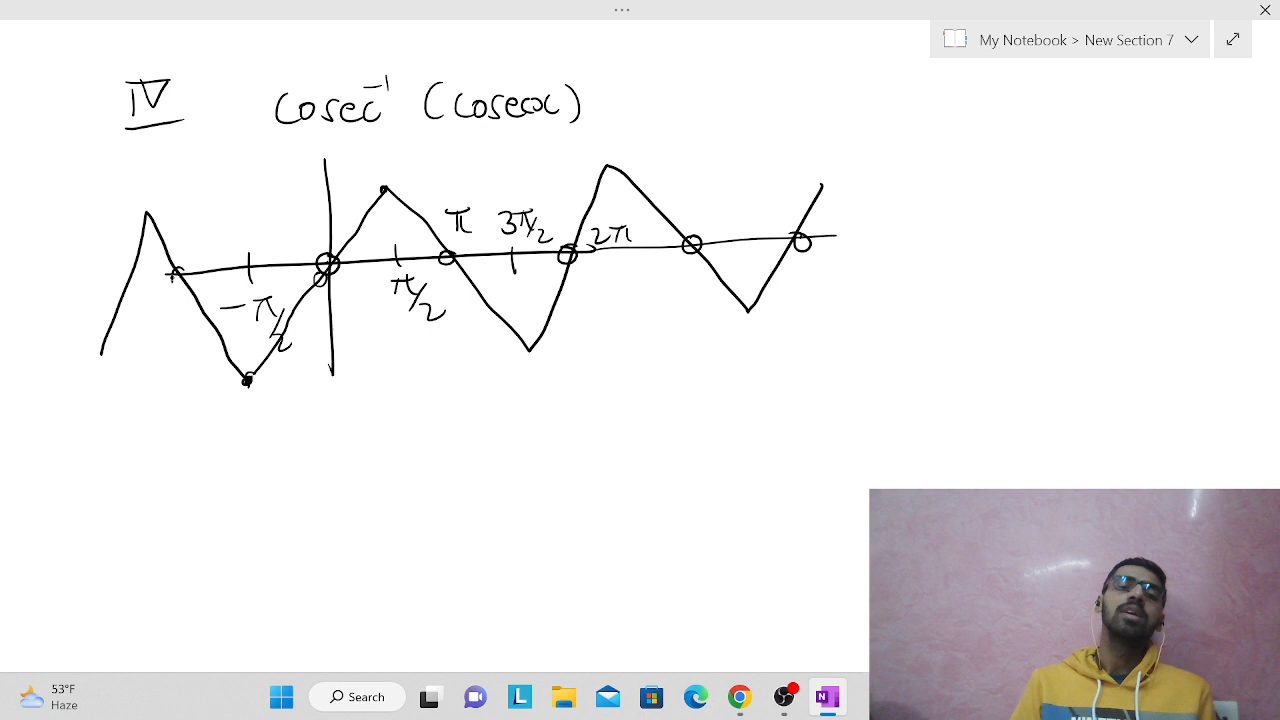 My Notebook > New Section 7
IV cosec⁻¹ (cosecx)
π 3π/2 2π
-π/2 π/2
53°F
Haze
Search